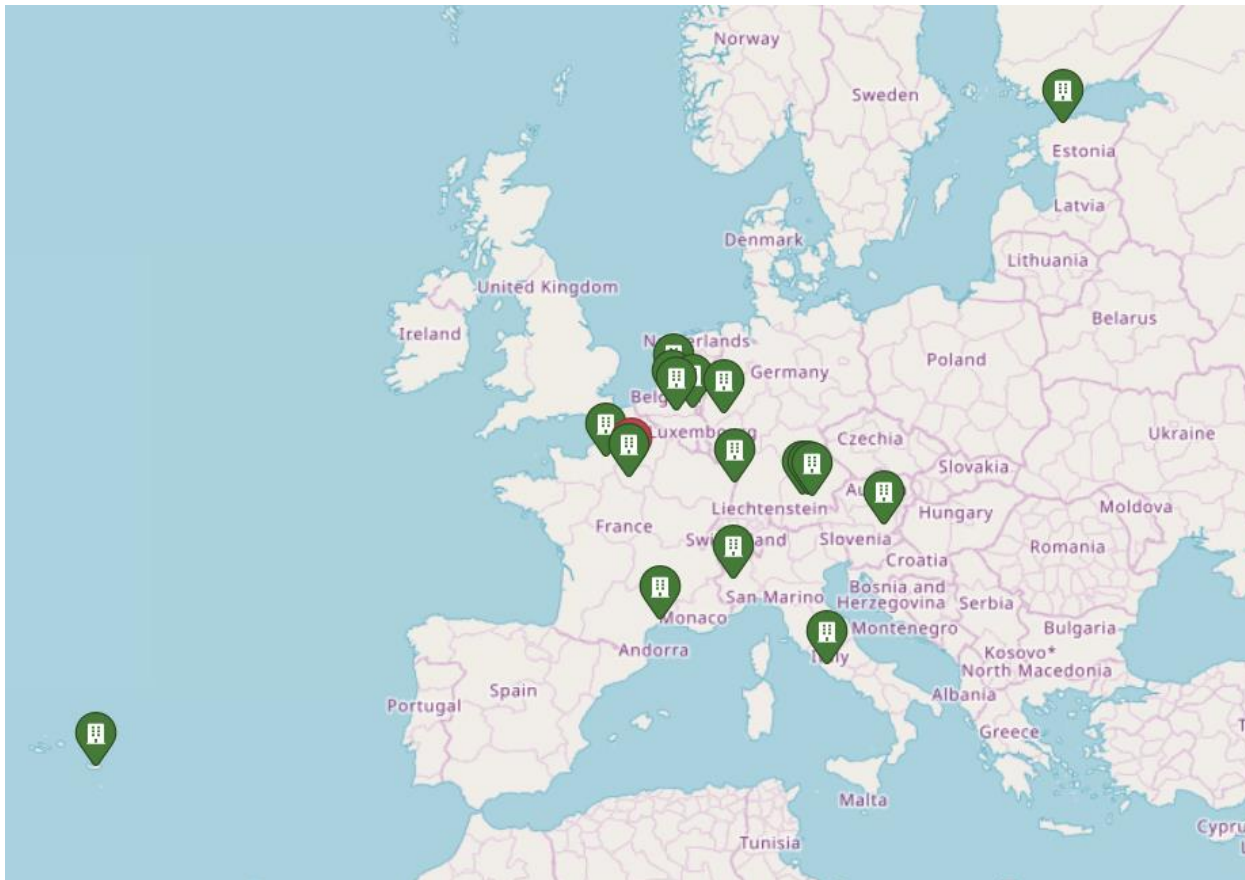 Norway
Sweden
Estonia
Latvia
Denmark
Lithuania
United Kingdom
Belarus
Ireland
Poland
Germany
Luxembourg
Czechia
Ukraine
Slovakia
Moldova
Liechtenstein
Hungary
France
Slovenia
Romania
Croatia
Bosnia and
Herzegovina
San Marino
Serbia
Monaco
Montenegro
Bulgaria
Andorra
Kosovo*
North Macedonia
Spain
Albania
Portugal
Greece
Malta
Tunisia